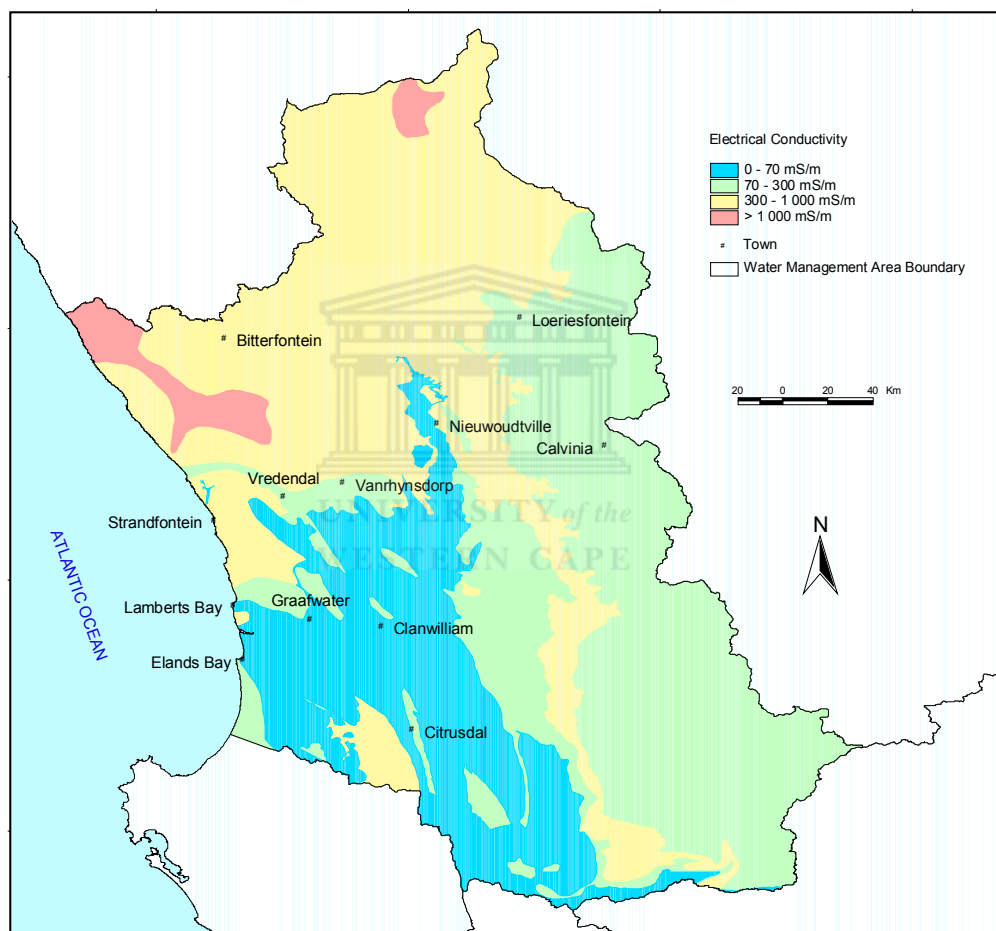 Electrical Conductivity
0 - 70 mS/m
70 - 300 mS/m
300 - 1 000 mS/m
> 1 000 mS/m
# Town
Water Management Area Boundary
Loeriesfontein
Bitterfontein
20 0 20 40 Km
Nieuwoudtville
Calvinia
Vredendal
Vanrhynsdorp
UNIVERSITY of the
WESTERN CAPE
Strandfontein
N
ATLANTIC OCEAN
Graafwater
Lamberts Bay
Clanwilliam
Elands Bay
Citrusdal